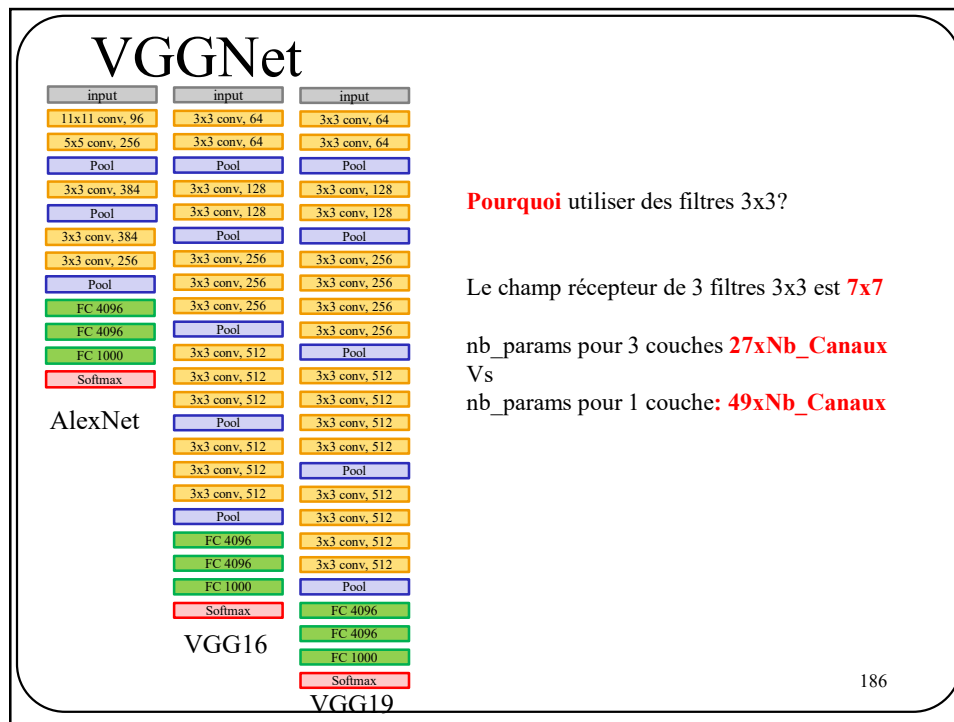 VGGNet
input
11x11 conv, 96
5x5 conv, 256
Pool
3x3 conv, 384
Pool
3x3 conv, 384
3x3 conv, 256
Pool
FC 4096
FC 4096
FC 1000
Softmax
AlexNet
input
3x3 conv, 64
3x3 conv, 64
Pool
3x3 conv, 128
3x3 conv, 128
Pool
3x3 conv, 256
3x3 conv, 256
3x3 conv, 256
Pool
3x3 conv, 512
3x3 conv, 512
3x3 conv, 512
Pool
3x3 conv, 512
3x3 conv, 512
3x3 conv, 512
Pool
FC 4096
FC 4096
FC 1000
Softmax
VGG16
input
3x3 conv, 64
3x3 conv, 64
Pool
3x3 conv, 128
3x3 conv, 128
Pool
3x3 conv, 256
3x3 conv, 256
3x3 conv, 256
3x3 conv, 256
Pool
3x3 conv, 512
3x3 conv, 512
3x3 conv, 512
3x3 conv, 512
Pool
3x3 conv, 512
3x3 conv, 512
3x3 conv, 512
3x3 conv, 512
Pool
FC 4096
FC 4096
FC 1000
Softmax
VGG19
Pourquoi utiliser des filtres 3x3?
Le champ récepteur de 3 filtres 3x3 est 7x7
nb_params pour 3 couches 27xNb_Canaux
Vs
nb_params pour 1 couche: 49xNb_Canaux
186